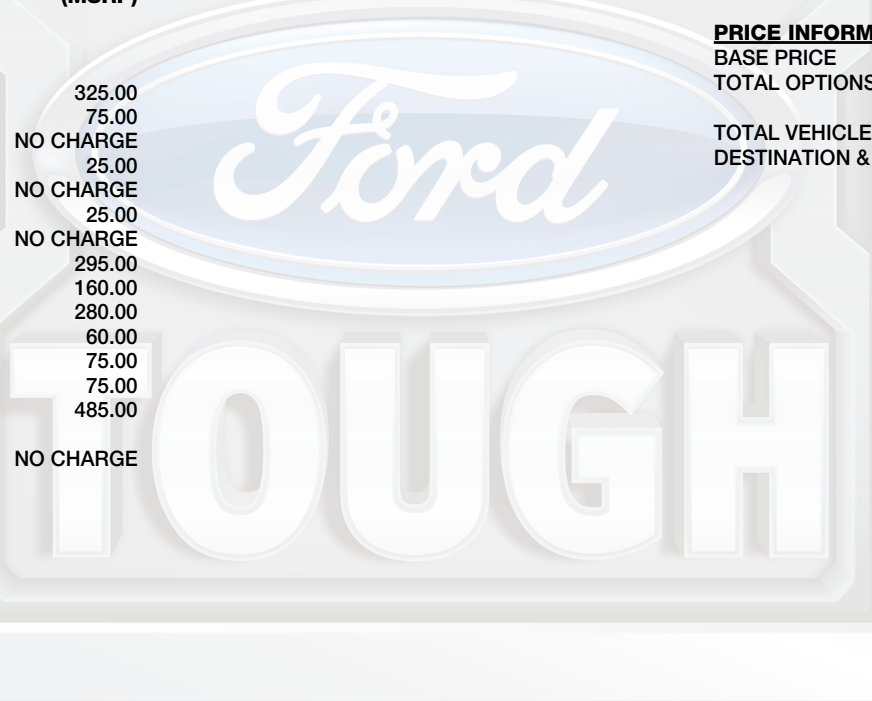 (MSRP)
325.00
75.00
NO CHARGE
25.00
NO CHARGE
25.00
NO CHARGE
295.00
160.00
280.00
60.00
75.00
75.00
485.00
NO CHARGE
PRICE INFORM
BASE PRICE
TOTAL OPTIONS
TOTAL VEHICLE
DESTINATION &
Ford
TOUGH